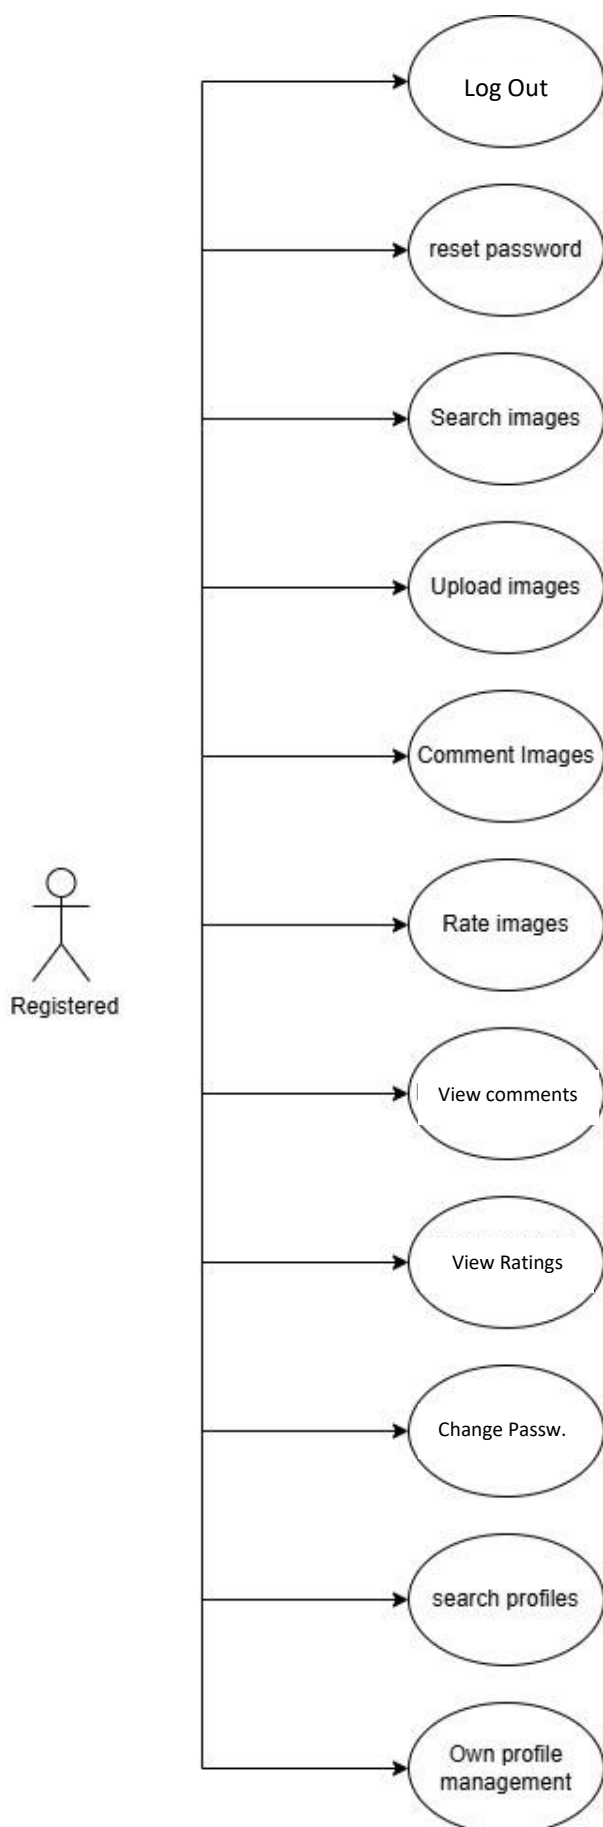 Log Out
reset password
Search images
Upload images
Comment Images
Rate images
Registered
View comments
View Ratings
Change Passw.
search profiles
Own profile
management